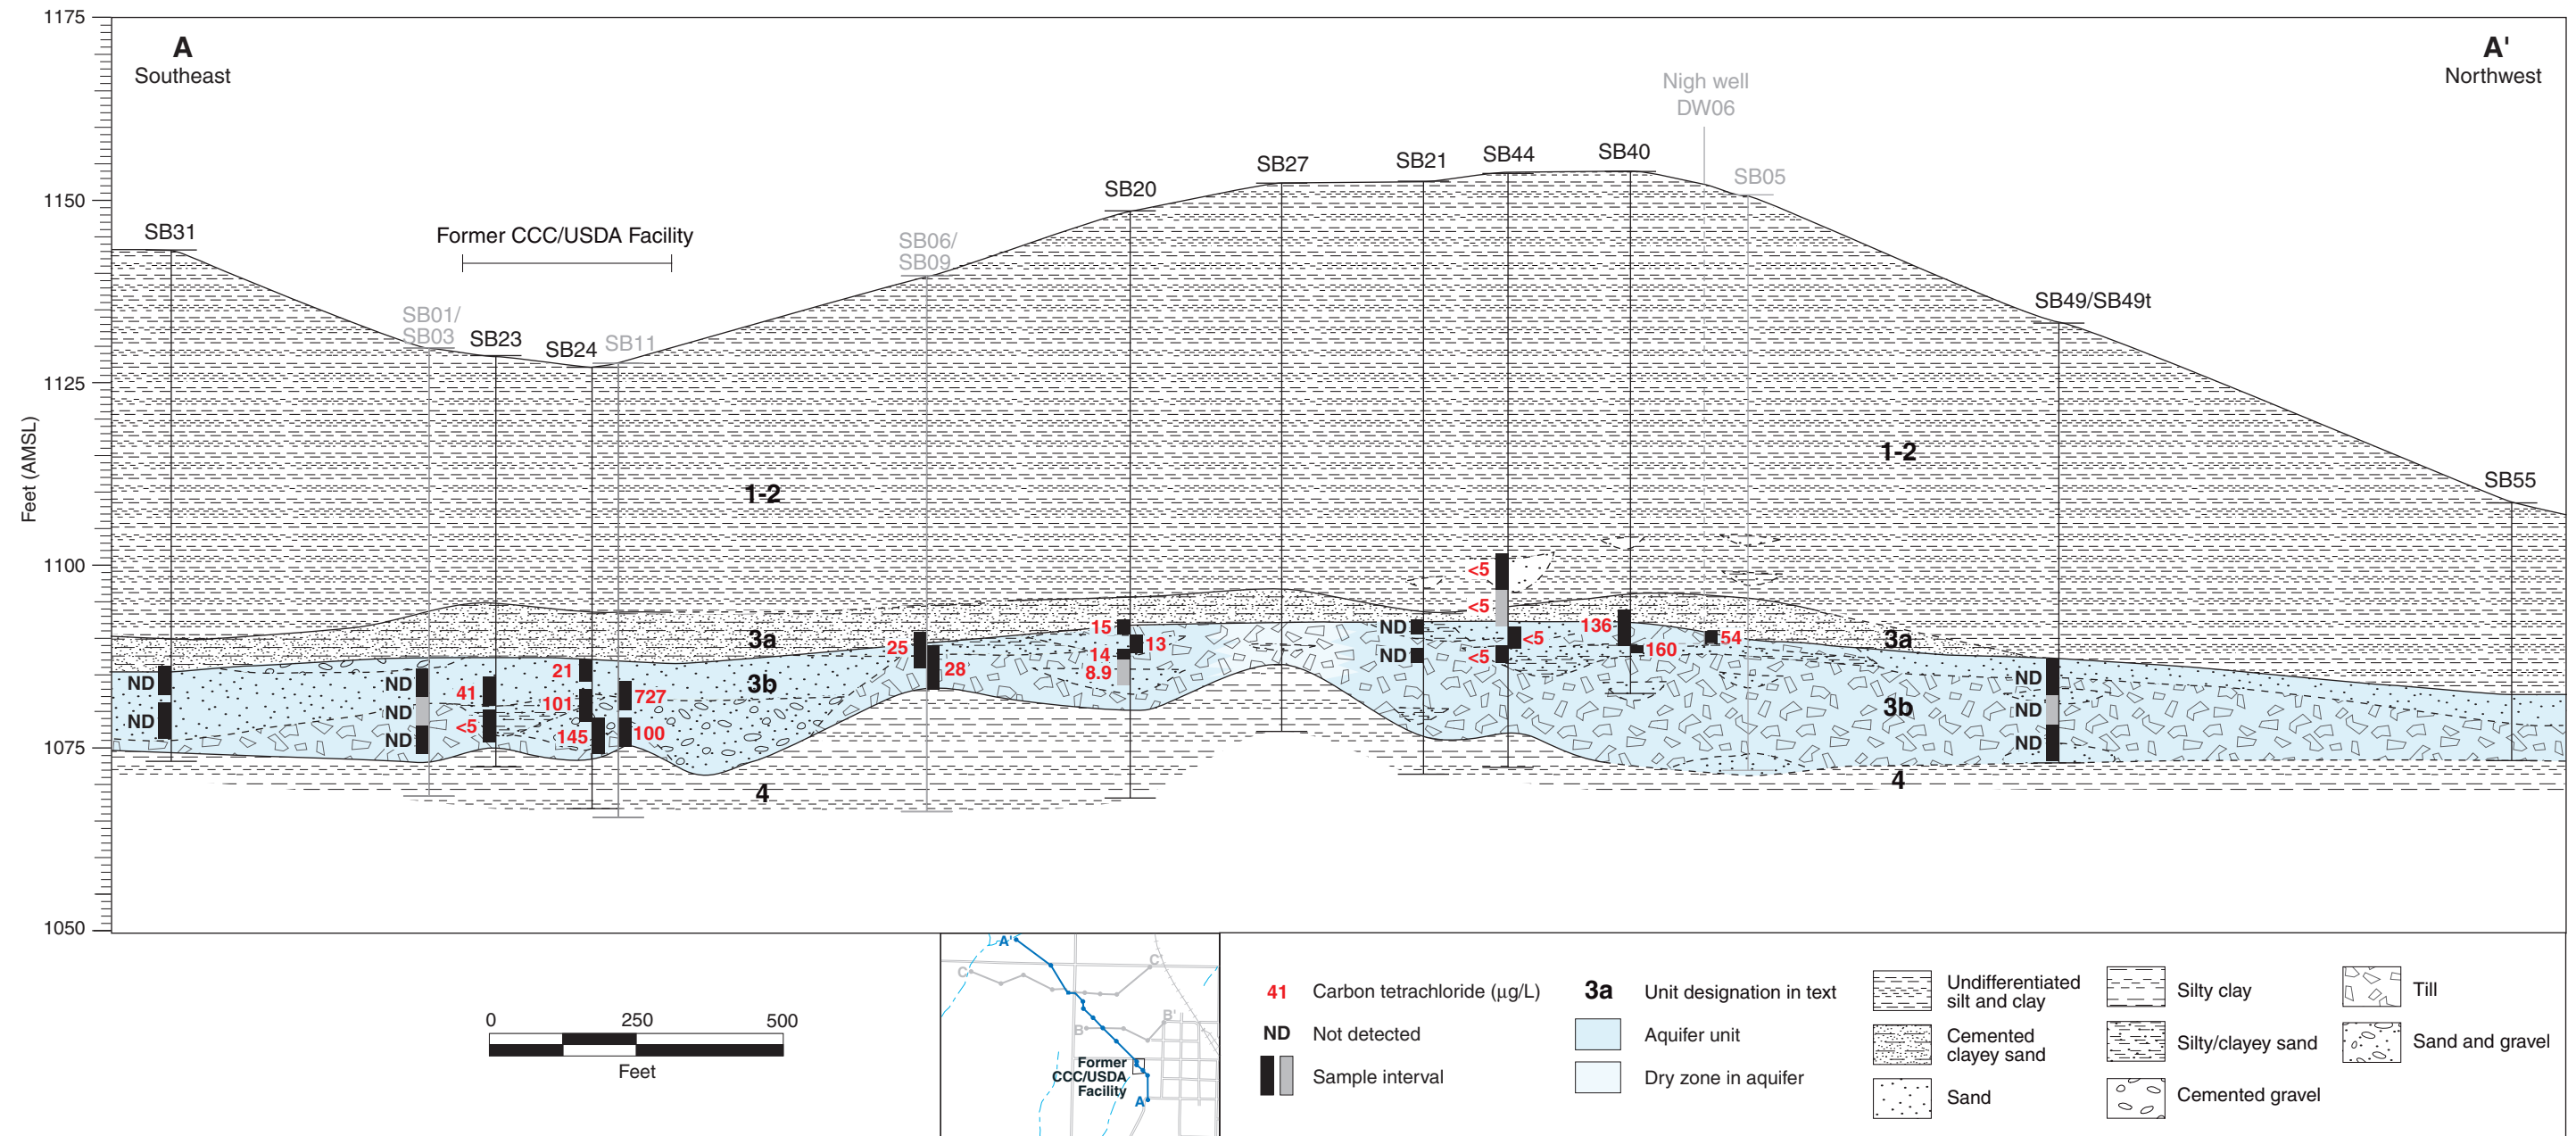 1175
1150
1125
1100
1075
1050
Feet (AMSL)
A
Southeast
A'
Northwest
SB31
SB01/
SB03
Former CCC/USDA Facility
SB23
SB24
SB11
SB06/
SB09
SB20
SB27
SB21
SB44
SB40
Nigh well
DW06
SB05
SB49/SB49t
SB55
1-2
1-2
3a
3a
3b
3b
4
4
ND
ND
ND
ND
ND
41
<5
21
101
145
727
100
25
28
15
13
14
8.9
ND
ND
<5
<5
<5
<5
136
160
54
ND
ND
ND
0
250
500
Feet
A'
C
C'
B
B'
Former
CCC/USDA
Facility
A
41
Carbon tetrachloride (µg/L)
ND
Not detected
Sample interval
3a
Unit designation in text
Aquifer unit
Dry zone in aquifer
Undifferentiated
silt and clay
Cemented
clayey sand
Sand
Silty clay
Silty/clayey sand
Cemented gravel
Till
Sand and gravel